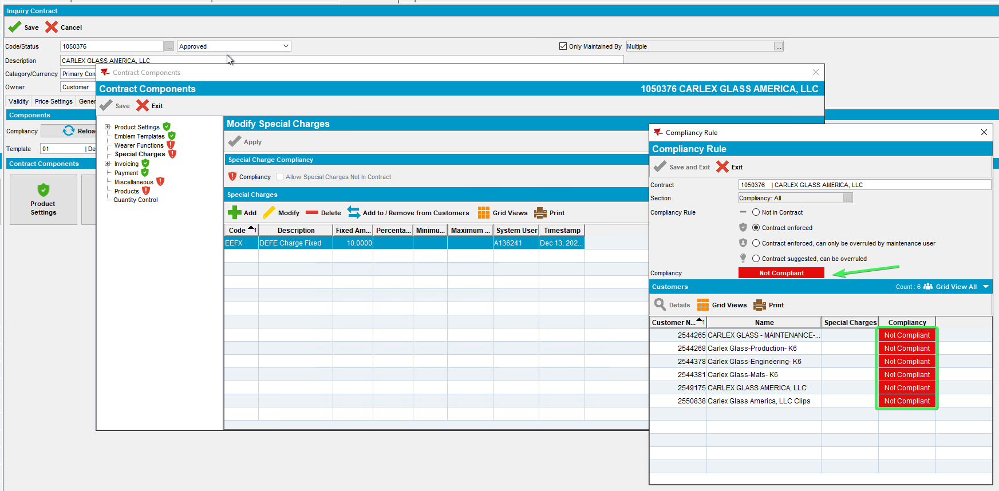 Inquiry Contract
Save Cancel
Code/Status 1050376 ... Approved Only Maintained By Multiple ...
Description CARLEX GLASS AMERICA, LLC
Category/Currency Primary Con
Owner Customer
Validity Price Settings Gener
Components
Compliancy Reloa
Template 01 | De
Contract Components
Product
Settings
Contract Components
Contract Components 1050376 CARLEX GLASS AMERICA, LLC
Save Exit
Product Settings
Emblem Templates
Wearer Functions
Special Charges
Invoicing
Payment
Miscellaneous
Products
Quantity Control
Modify Special Charges
Apply
Special Charge Compliancy
Compliancy Allow Special Charges Not In Contract
Special Charges
Add Modify Delete Add to / Remove from Customers Grid Views Print
Code 1 Description Fixed Am... Percenta... Minimu... Maximum ... System User Timestamp
EEFX DEFE Charge Fixed 10.0000 A136241 Dec 13, 202...
Compliancy Rule
Compliancy Rule
Save and Exit Exit
Contract 1050376 | CARLEX GLASS AMERICA, LLC
Section Compliancy: All ...
Compliancy Rule Not in Contract
Contract enforced
Contract enforced, can only be overruled by maintenance user
Contract suggested, can be overruled
Compliancy Not Compliant
Customers Count : 6 Grid View All
Details Grid Views Print
Customer N... 1 Name Special Charges Compliancy
2544265 CARLEX GLASS - MAINTENANCE-... Not Compliant
2544268 Carlex Glass-Production- K6 Not Compliant
2544378 Carlex Glass-Engineering- K6 Not Compliant
2544381 Carlex Glass-Mats- K6 Not Compliant
2549175 CARLEX GLASS AMERICA, LLC Not Compliant
2550838 Carlex Glass America, LLC Clips Not Compliant